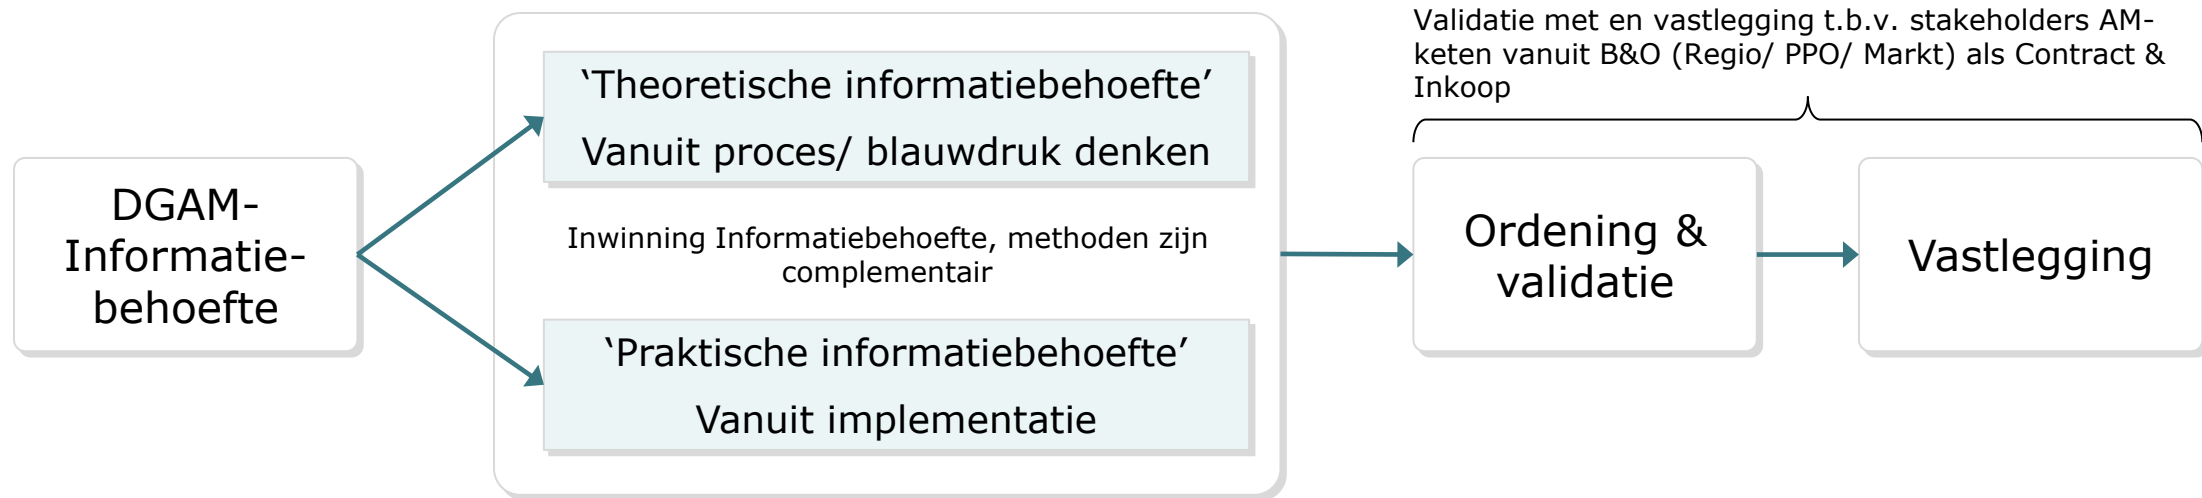 DGAM-
Informatie-
behoefte
‘Theoretische informatiebehoefte’
Vanuit proces/ blauwdruk denken
Inwinning Informatiebehoefte, methoden zijn
complementair
‘Praktische informatiebehoefte’
Vanuit implementatie
Validatie met en vastlegging t.b.v. stakeholders AM-
keten vanuit B&O (Regio/ PPO/ Markt) als Contract &
Inkoop
Ordening &
validatie
Vastlegging